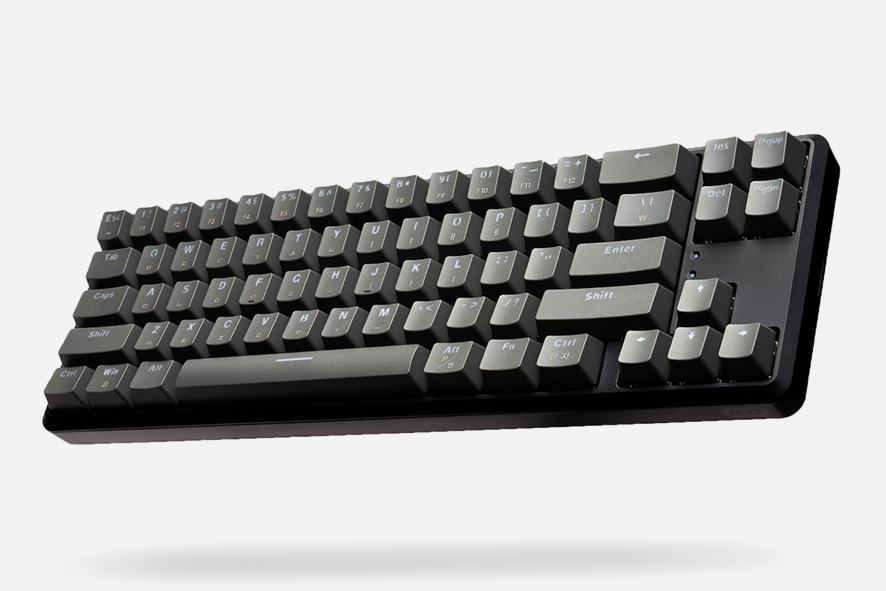 Esc 1! 2@ 3# 4$ 5% 6^ 7& 8* 9( 0) -_ =+ ← Ins PgUp
~ F1 F2 F3 F4 F5 F6 F7 F8 F9 F10 F11 F12
Tab Q W E R T Y U I O P [{ ]} \| Del PgDn
ㅂ ㅈ ㄷ ㄱ ㅅ ㅛ ㅕ ㅑ ㅐ ㅔ ₩
Caps A S D F G H J K L ;: '" Enter
ㅁ ㄴ ㅇ ㄹ ㅎ ㅗ ㅓ ㅏ ㅣ
Shift Z X C V B N M ,< .> /? Shift ↑
ㅋ ㅌ ㅊ ㅍ ㅠ ㅜ ㅡ
Ctrl Win Alt Alt Fn Ctrl ← ↓ →
한/영 한자